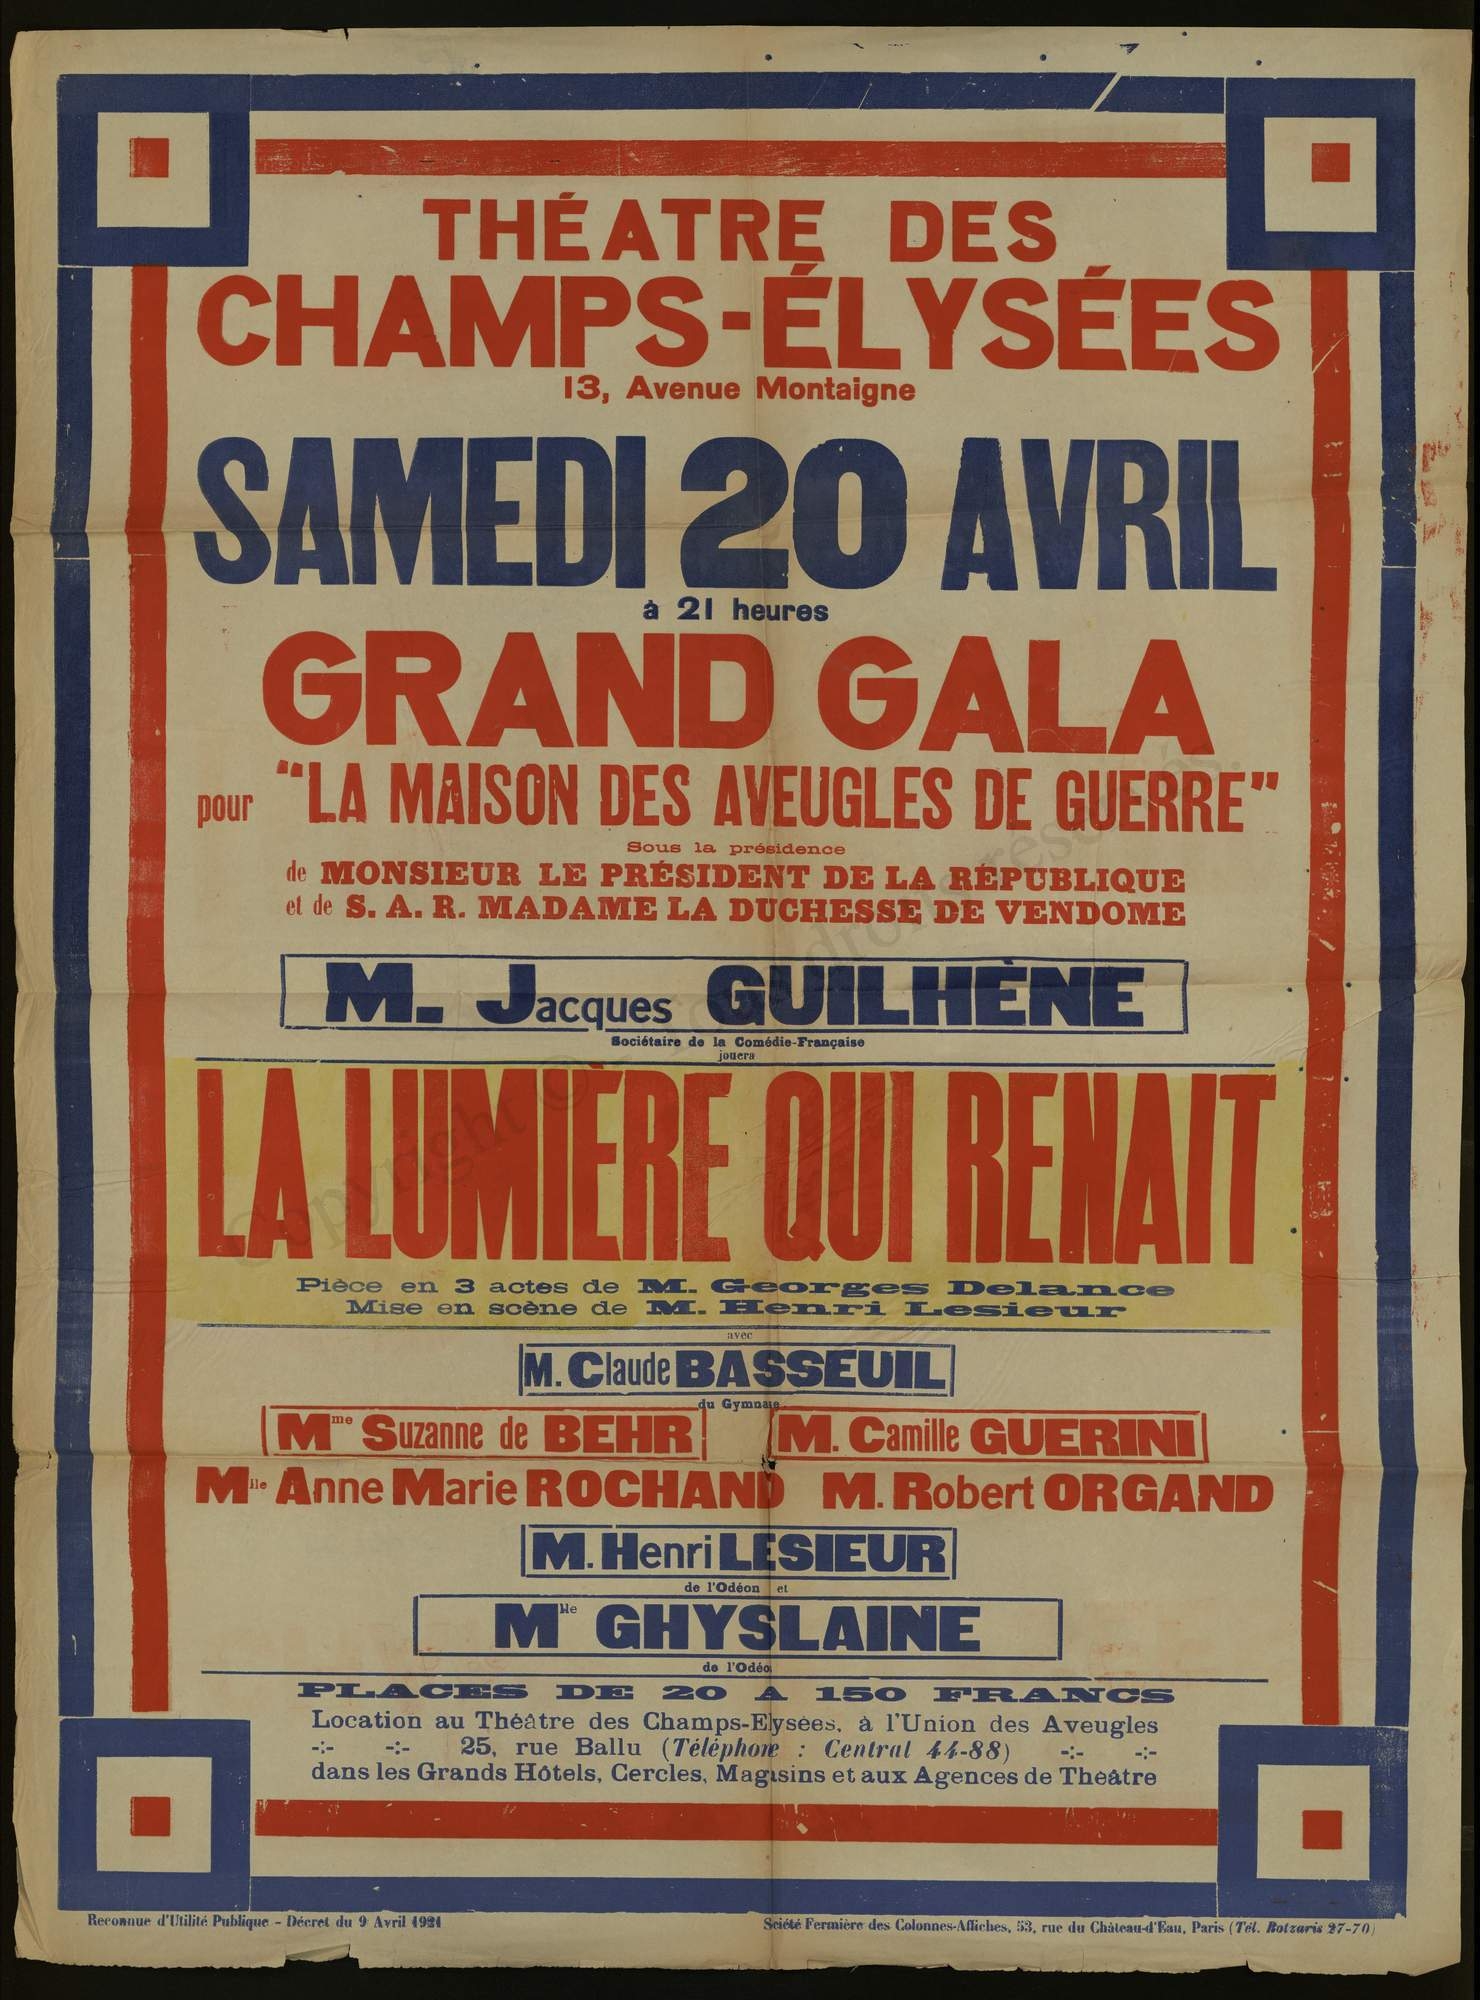 THÉATRE DES
CHAMPS-ÉLYSÉES
13, Avenue Montaigne
SAMEDI 20 AVRIL
à 21 heures
GRAND GALA
pour "LA MAISON DES AVEUGLES DE GUERRE"
Sous la présidence
de MONSIEUR LE PRÉSIDENT DE LA RÉPUBLIQUE
et de S. A. R. MADAME LA DUCHESSE DE VENDOME
M. Jacques GUILHÈNE
Sociétaire de la Comédie-Française
jouera
LA LUMIÈRE QUI RENAIT
Pièce en 3 actes de M. Georges Delance
Mise en scène de M. Henri Lesieur
avec
M. Claude BASSEUIL
du Gymnase
Mme Suzanne de BEHR M. Camille GUERINI
Mlle Anne Marie ROCHAND M. Robert ORGAND
M. Henri LESIEUR
de l'Odéon et
Mlle GHYSLAINE
de l'Odéo
PLACES DE 20 A 150 FRANCS
Location au Théâtre des Champs-Elysées, à l'Union des Aveugles
-:- -:- 25, rue Ballu (Téléphone : Central 44-88) -:- -:-
dans les Grands Hôtels, Cercles, Magasins et aux Agences de Théâtre
Reconnue d'Utilité Publique - Décret du 9 Avril 1921
Société Fermière des Colonnes-Affiches, 53, rue du Château-d'Eau, Paris (Tél. Botzaris 27-70)
Copyright © - Tous droits réservés.